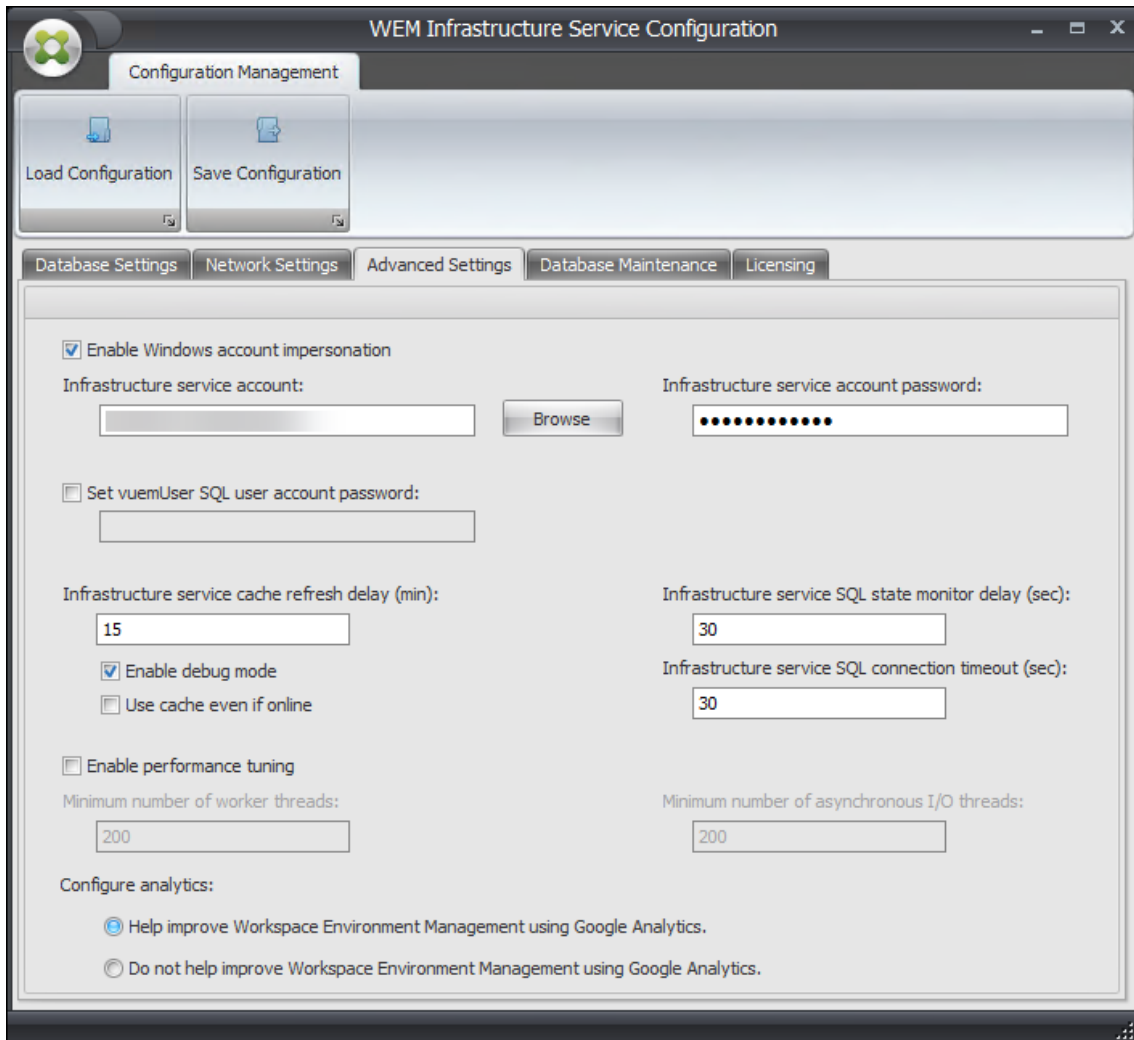 WEM Infrastructure Service Configuration
Configuration Management
Load Configuration
Save Configuration
Database Settings
Network Settings
Advanced Settings
Database Maintenance
Licensing
Enable Windows account impersonation
Infrastructure service account:
Infrastructure service account password:
Browse
●●●●●●●●●●●●
Set vuemUser SQL user account password:
Infrastructure service cache refresh delay (min):
Infrastructure service SQL state monitor delay (sec):
15
30
Enable debug mode
Infrastructure service SQL connection timeout (sec):
Use cache even if online
30
Enable performance tuning
Minimum number of worker threads:
Minimum number of asynchronous I/O threads:
200
200
Configure analytics:
Help improve Workspace Environment Management using Google Analytics.
Do not help improve Workspace Environment Management using Google Analytics.